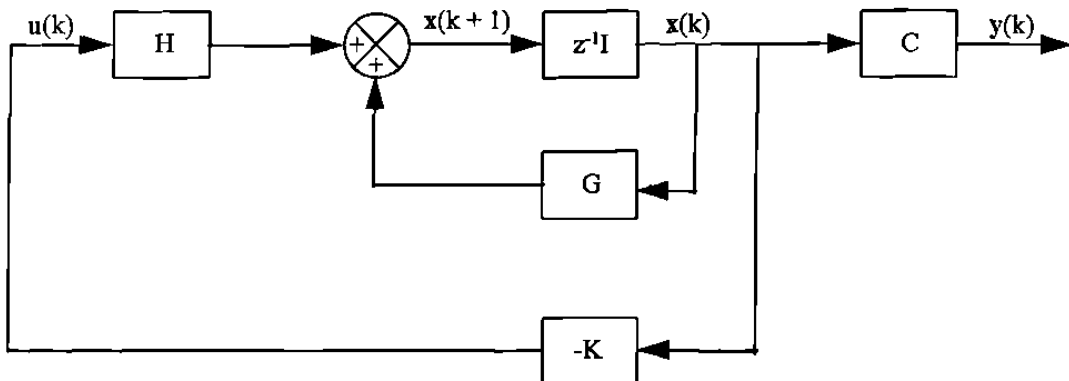 u(k)
H
+
+
x(k + 1)
z⁻¹I
x(k)
C
y(k)
G
-K